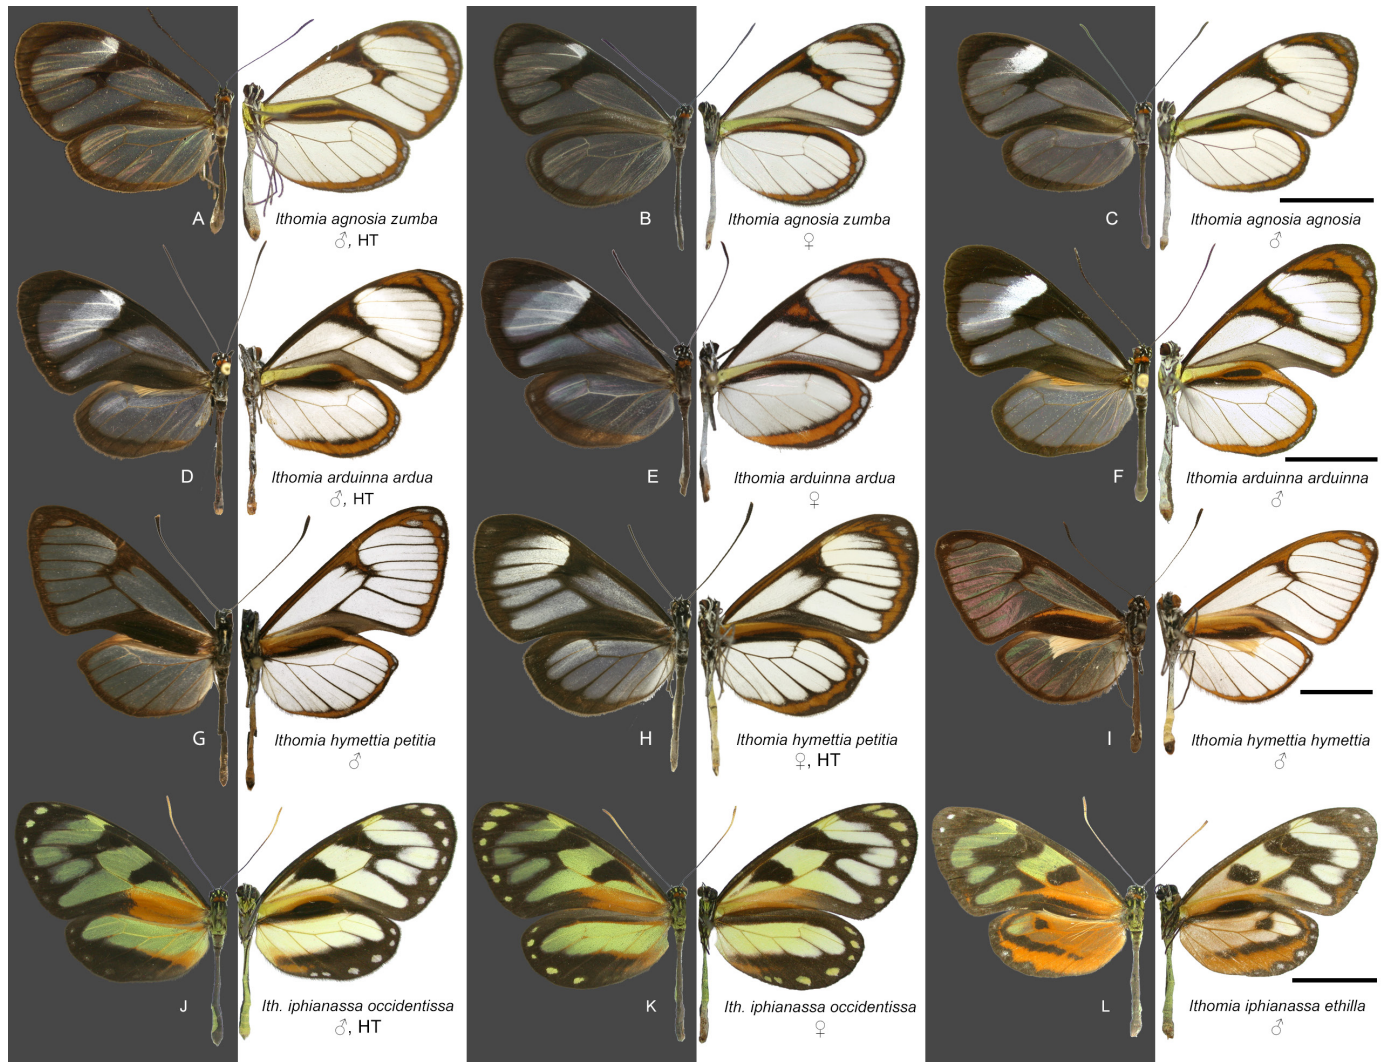 A
Ithomia agnosia zumba
♂, HT
B
Ithomia agnosia zumba
♀
C
Ithomia agnosia agnosia
♂
D
Ithomia arduinna ardua
♂, HT
E
Ithomia arduinna ardua
♀
F
Ithomia arduinna arduinna
♂
G
Ithomia hymettia petitia
♂
H
Ithomia hymettia petitia
♀, HT
I
Ithomia hymettia hymettia
♂
J
Ith. iphianassa occidentissa
♂, HT
K
Ith. iphianassa occidentissa
♀
L
Ithomia iphianassa ethilla
♂